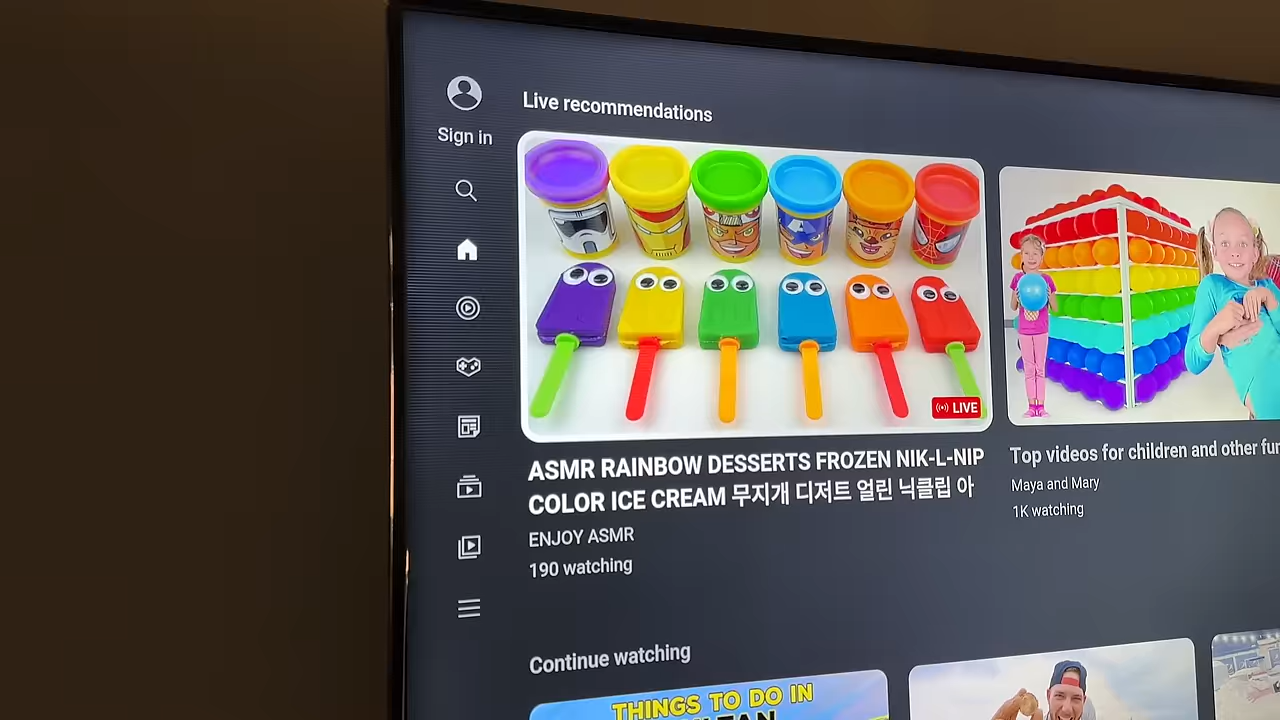 Sign in
Live recommendations
LIVE
ASMR RAINBOW DESSERTS FROZEN NIK-L-NIP
COLOR ICE CREAM 무지개 디저트 얼린 닉클립 아
ENJOY ASMR
190 watching
Top videos for children and other fun
Maya and Mary
1K watching
Continue watching
THINGS TO DO IN